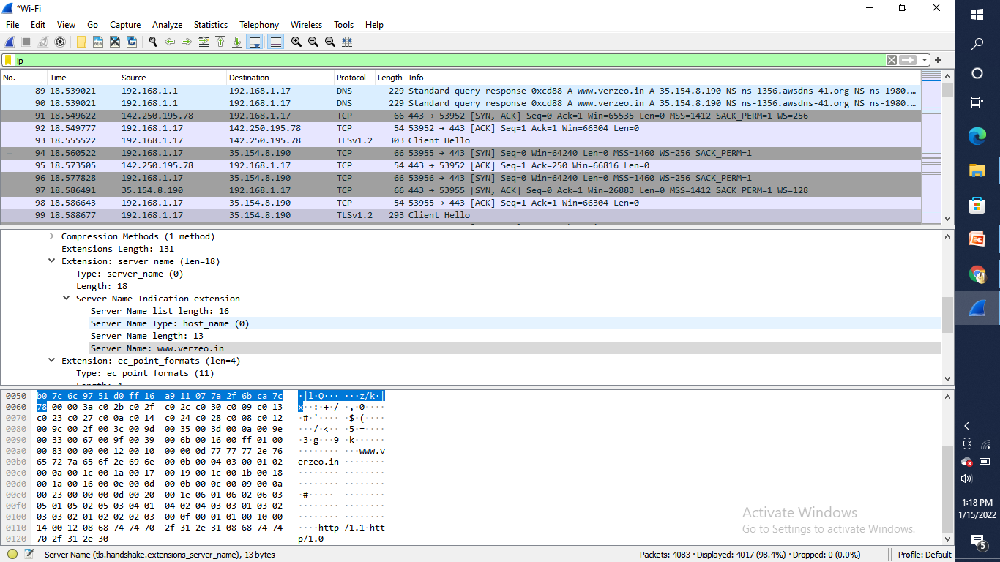 *Wi-Fi
File Edit View Go Capture Analyze Statistics Telephony Wireless Tools Help
ip
No. Time Source Destination Protocol Length Info
89 18.539021 192.168.1.1 192.168.1.17 DNS 229 Standard query response 0xcd88 A www.verzeo.in A 35.154.8.190 NS ns-1356.awsdns-41.org NS ns-1980....
90 18.539021 192.168.1.1 192.168.1.17 DNS 229 Standard query response 0xcd88 A www.verzeo.in A 35.154.8.190 NS ns-1356.awsdns-41.org NS ns-1980....
91 18.549622 142.250.195.78 192.168.1.17 TCP 66 443 → 53952 [SYN, ACK] Seq=0 Ack=1 Win=65535 Len=0 MSS=1412 SACK_PERM=1 WS=256
92 18.549777 192.168.1.17 142.250.195.78 TCP 54 53952 → 443 [ACK] Seq=1 Ack=1 Win=66304 Len=0
93 18.555522 192.168.1.17 142.250.195.78 TLSv1.2 303 Client Hello
94 18.560522 192.168.1.17 35.154.8.190 TCP 66 53955 → 443 [SYN] Seq=0 Win=64240 Len=0 MSS=1460 WS=256 SACK_PERM=1
95 18.573505 142.250.195.78 192.168.1.17 TCP 54 443 → 53952 [ACK] Seq=1 Ack=250 Win=66816 Len=0
96 18.577828 192.168.1.17 35.154.8.190 TCP 66 53956 → 443 [SYN] Seq=0 Win=64240 Len=0 MSS=1460 WS=256 SACK_PERM=1
97 18.586491 35.154.8.190 192.168.1.17 TCP 66 443 → 53955 [SYN, ACK] Seq=0 Ack=1 Win=26883 Len=0 MSS=1412 SACK_PERM=1 WS=128
98 18.586643 192.168.1.17 35.154.8.190 TCP 54 53955 → 443 [ACK] Seq=1 Ack=1 Win=66304 Len=0
99 18.588677 192.168.1.17 35.154.8.190 TLSv1.2 293 Client Hello
Compression Methods (1 method)
Extensions Length: 131
Extension: server_name (len=18)
Type: server_name (0)
Length: 18
Server Name Indication extension
Server Name list length: 16
Server Name Type: host_name (0)
Server Name length: 13
Server Name: www.verzeo.in
Extension: ec_point_formats (len=4)
Type: ec_point_formats (11)
Length: 4
0050 b0 7c 6c 97 51 d0 ff 16 a9 11 07 7a 2f 6b ca 7c ·|l·Q··· ···z/k·|
0060 78 00 00 3a c0 2b c0 2f c0 2c c0 30 c0 09 c0 13 x··:·+·/ ·,·0····
0070 c0 23 c0 27 c0 0a c0 14 c0 24 c0 28 c0 08 c0 12 ·#·'···· ·$·(····
0080 00 9c 00 2f 00 3c 00 9d 00 35 00 3d 00 0a 00 9e ···/·<·· ·5·=····
0090 00 33 00 67 00 9f 00 39 00 6b 00 16 00 ff 01 00 ·3·g···9 ·k······
00a0 00 83 00 00 00 12 00 10 00 00 0d 77 77 77 2e 76 ········ ···www.v
00b0 65 72 7a 65 6f 2e 69 6e 00 0b 00 04 03 00 01 02 erzeo.in ········
00c0 00 0a 00 1c 00 1a 00 17 00 19 00 1c 00 1b 00 18 ········ ········
00d0 00 1a 00 16 00 0e 00 0d 00 0b 00 0c 00 09 00 0a ········ ········
00e0 00 23 00 00 00 0d 00 20 00 1e 06 01 06 02 06 03 ·#····· ········
00f0 05 01 05 02 05 03 04 01 04 02 04 03 03 01 03 02 ········ ········
0100 03 03 02 01 02 02 02 03 00 0f 00 01 01 00 10 00 ········ ········
0110 14 00 12 08 68 74 74 70 2f 31 2e 31 08 68 74 74 ····http /1.1·htt
0120 70 2f 31 2e 30 p/1.0
Activate Windows
Go to Settings to activate Windows.
Server Name (tls.handshake.extensions_server_name), 13 bytes
Packets: 4083 · Displayed: 4017 (98.4%) · Dropped: 0 (0.0%)
Profile: Default
1:18 PM
1/15/2022
5